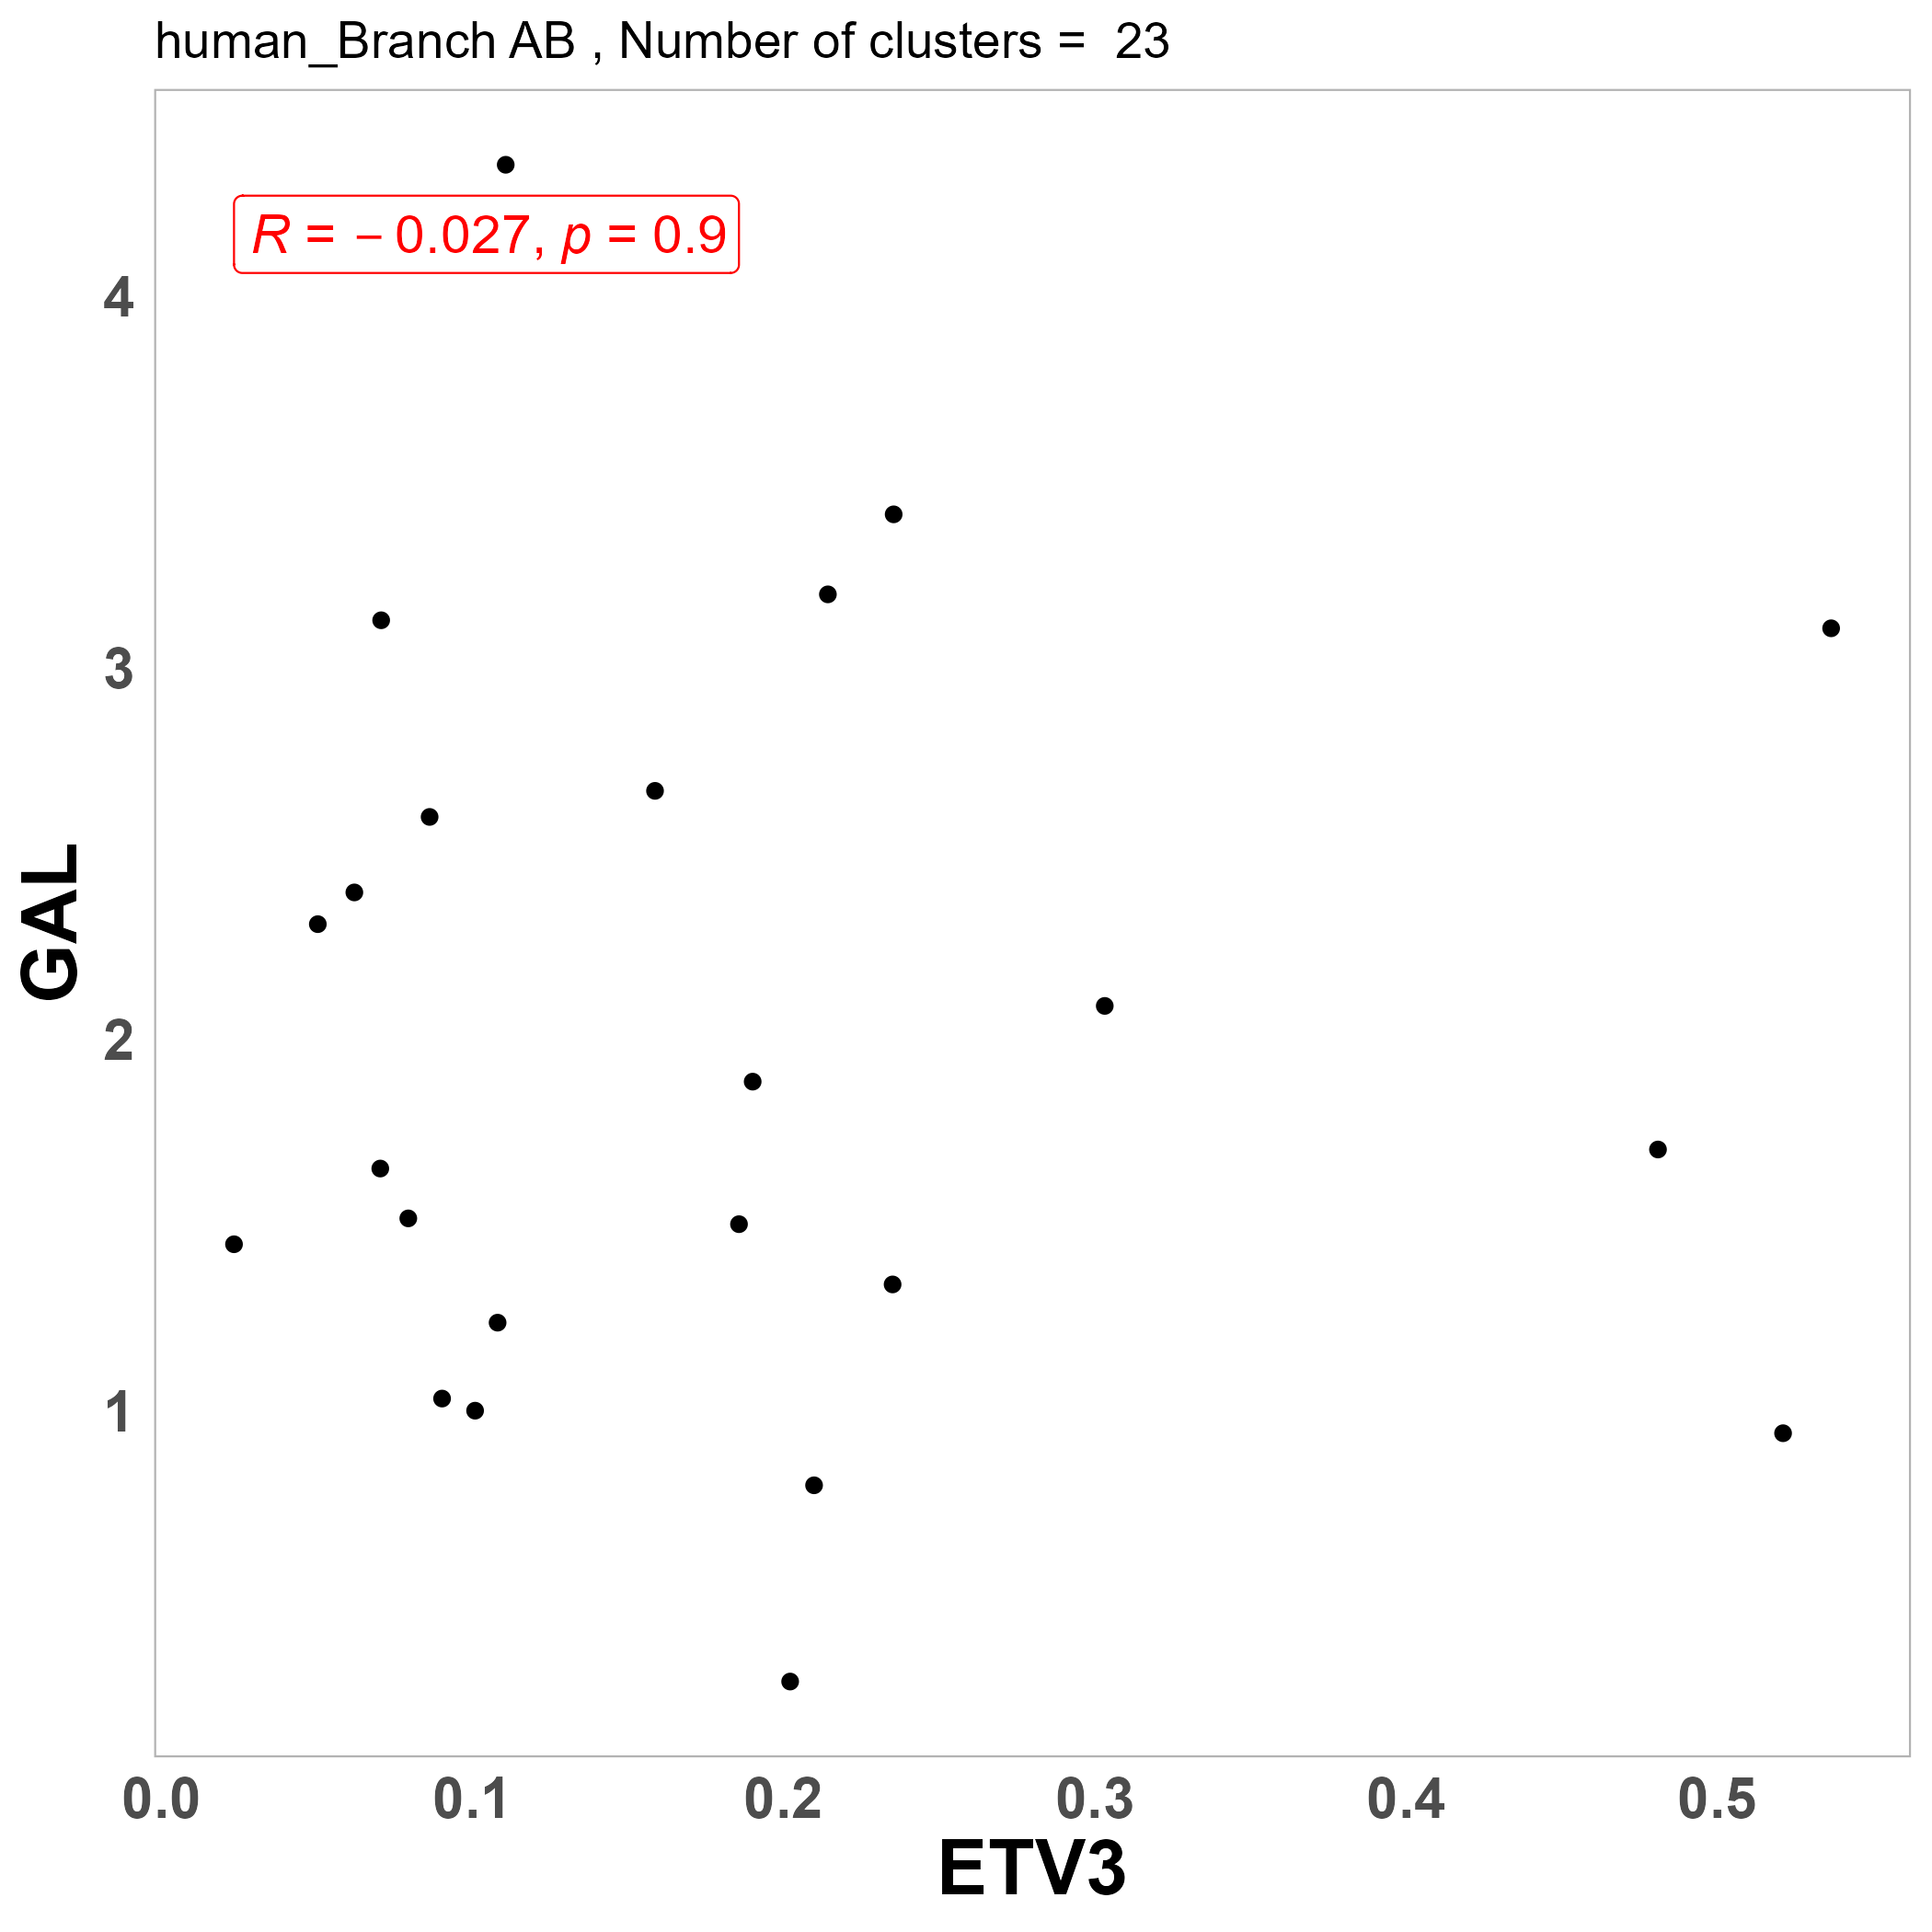 human_Branch AB , Number of clusters =  23
R = − 0.027, p = 0.9
4
3
2
1
GAL
0.0 0.1 0.2 0.3 0.4 0.5
ETV3